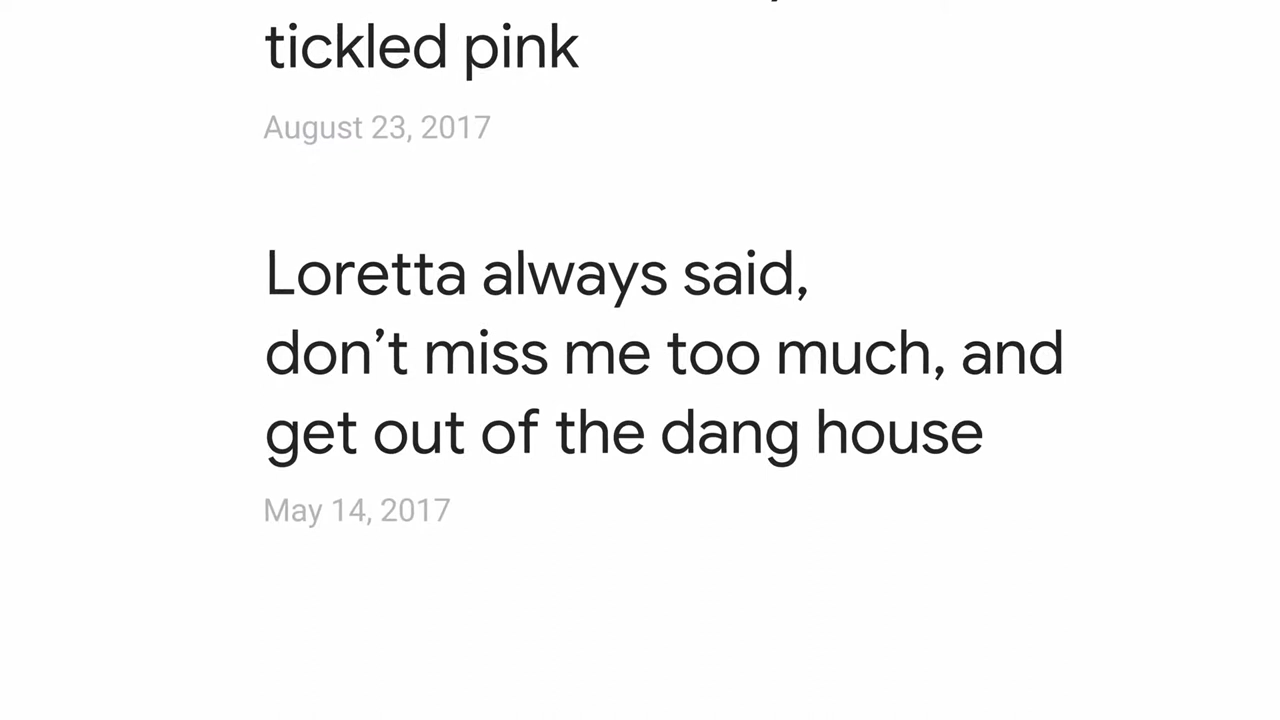 tickled pink
August 23, 2017
Loretta always said,
don’t miss me too much, and
get out of the dang house
May 14, 2017